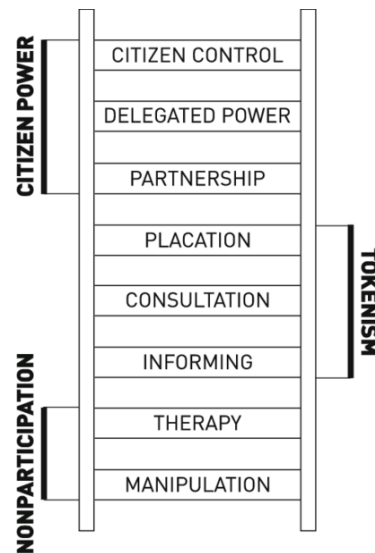 CITIZEN POWER
CITIZEN CONTROL
DELEGATED POWER
PARTNERSHIP
PLACATION
CONSULTATION
INFORMING
TOKENISM
THERAPY
MANIPULATION
NONPARTICIPATION